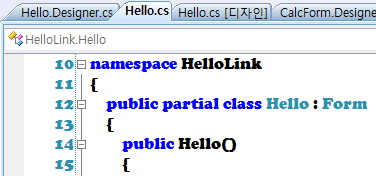 Hello.Designer.cs Hello.cs Hello.cs [디자인] CalcForm.Designe
HelloLink.Hello
10 namespace HelloLink
11 {
12 public partial class Hello : Form
13 {
14 public Hello()
15 {